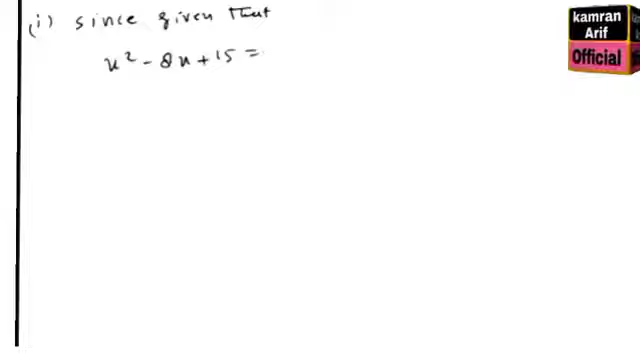 (i) since given that
x² - 8x + 15 =
kamran
Arif
Official